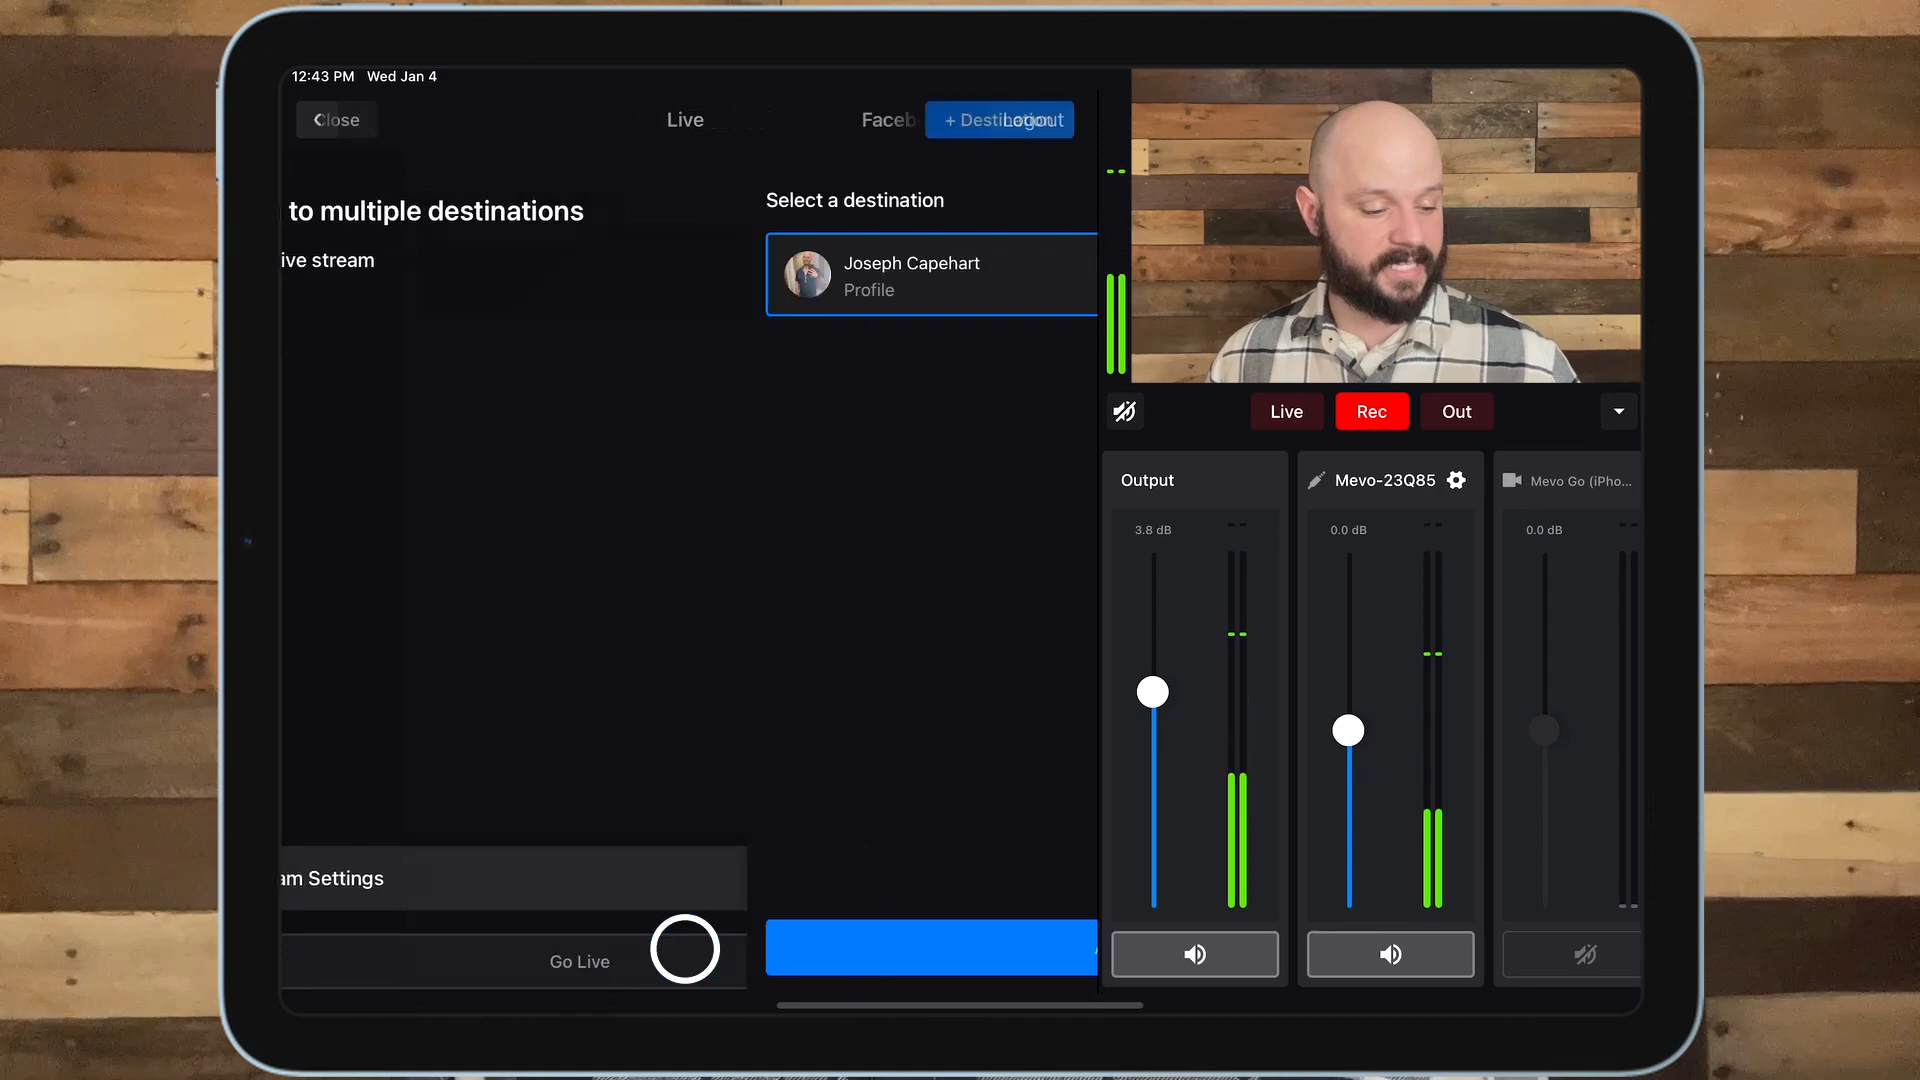 12:43 PM Wed Jan 4
Close
Live
Faceb
+ Destination
Logout
to multiple destinations
ive stream
Select a destination
Joseph Capehart
Profile
Live
Rec
Out
Output
Mevo-23Q85
Mevo Go (iPho...
3.8 dB
0.0 dB
0.0 dB
am Settings
Go Live